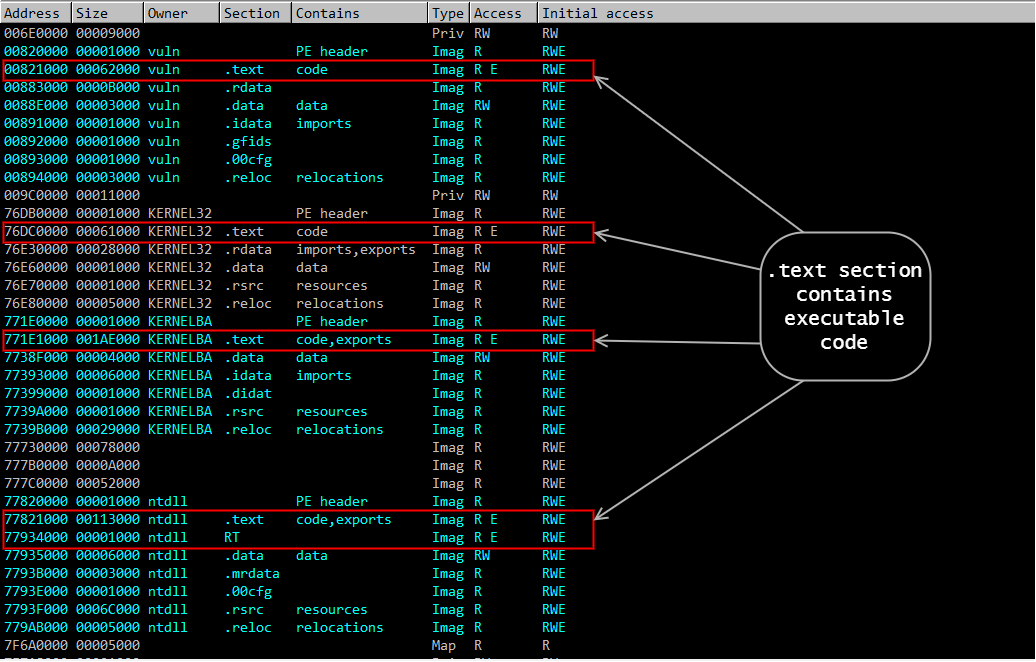 Address Size Owner Section Contains Type Access Initial access
006E0000 00009000 Priv RW RW
00820000 00001000 vuln PE header Imag R RWE
00821000 00062000 vuln .text code Imag R E RWE
00883000 0000B000 vuln .rdata Imag R RWE
0088E000 00003000 vuln .data data Imag RW RWE
00891000 00001000 vuln .idata imports Imag R RWE
00892000 00001000 vuln .gfids Imag R RWE
00893000 00001000 vuln .00cfg Imag R RWE
00894000 00003000 vuln .reloc relocations Imag R RWE
009C0000 00011000 Priv RW RW
76DB0000 00001000 KERNEL32 PE header Imag R RWE
76DC0000 00061000 KERNEL32 .text code Imag R E RWE
76E30000 00028000 KERNEL32 .rdata imports,exports Imag R RWE
76E60000 00001000 KERNEL32 .data data Imag RW RWE
76E70000 00001000 KERNEL32 .rsrc resources Imag R RWE
76E80000 00005000 KERNEL32 .reloc relocations Imag R RWE
771E0000 00001000 KERNELBA PE header Imag R RWE
771E1000 001AE000 KERNELBA .text code,exports Imag R E RWE
7738F000 00004000 KERNELBA .data data Imag RW RWE
77393000 00006000 KERNELBA .idata imports Imag R RWE
77399000 00001000 KERNELBA .didat Imag R RWE
7739A000 00001000 KERNELBA .rsrc resources Imag R RWE
7739B000 00029000 KERNELBA .reloc relocations Imag R RWE
77730000 00078000 Imag R RWE
777B0000 0000A000 Imag R RWE
777C0000 00052000 Imag R RWE
77820000 00001000 ntdll PE header Imag R RWE
77821000 00113000 ntdll .text code,exports Imag R E RWE
77934000 00001000 ntdll RT Imag R E RWE
77935000 00006000 ntdll .data data Imag RW RWE
7793B000 00003000 ntdll .mrdata Imag R RWE
7793E000 00001000 ntdll .00cfg Imag R RWE
7793F000 0006C000 ntdll .rsrc resources Imag R RWE
779AB000 00005000 ntdll .reloc relocations Imag R RWE
7F6A0000 00005000 Map R R
.text section
contains
executable
code